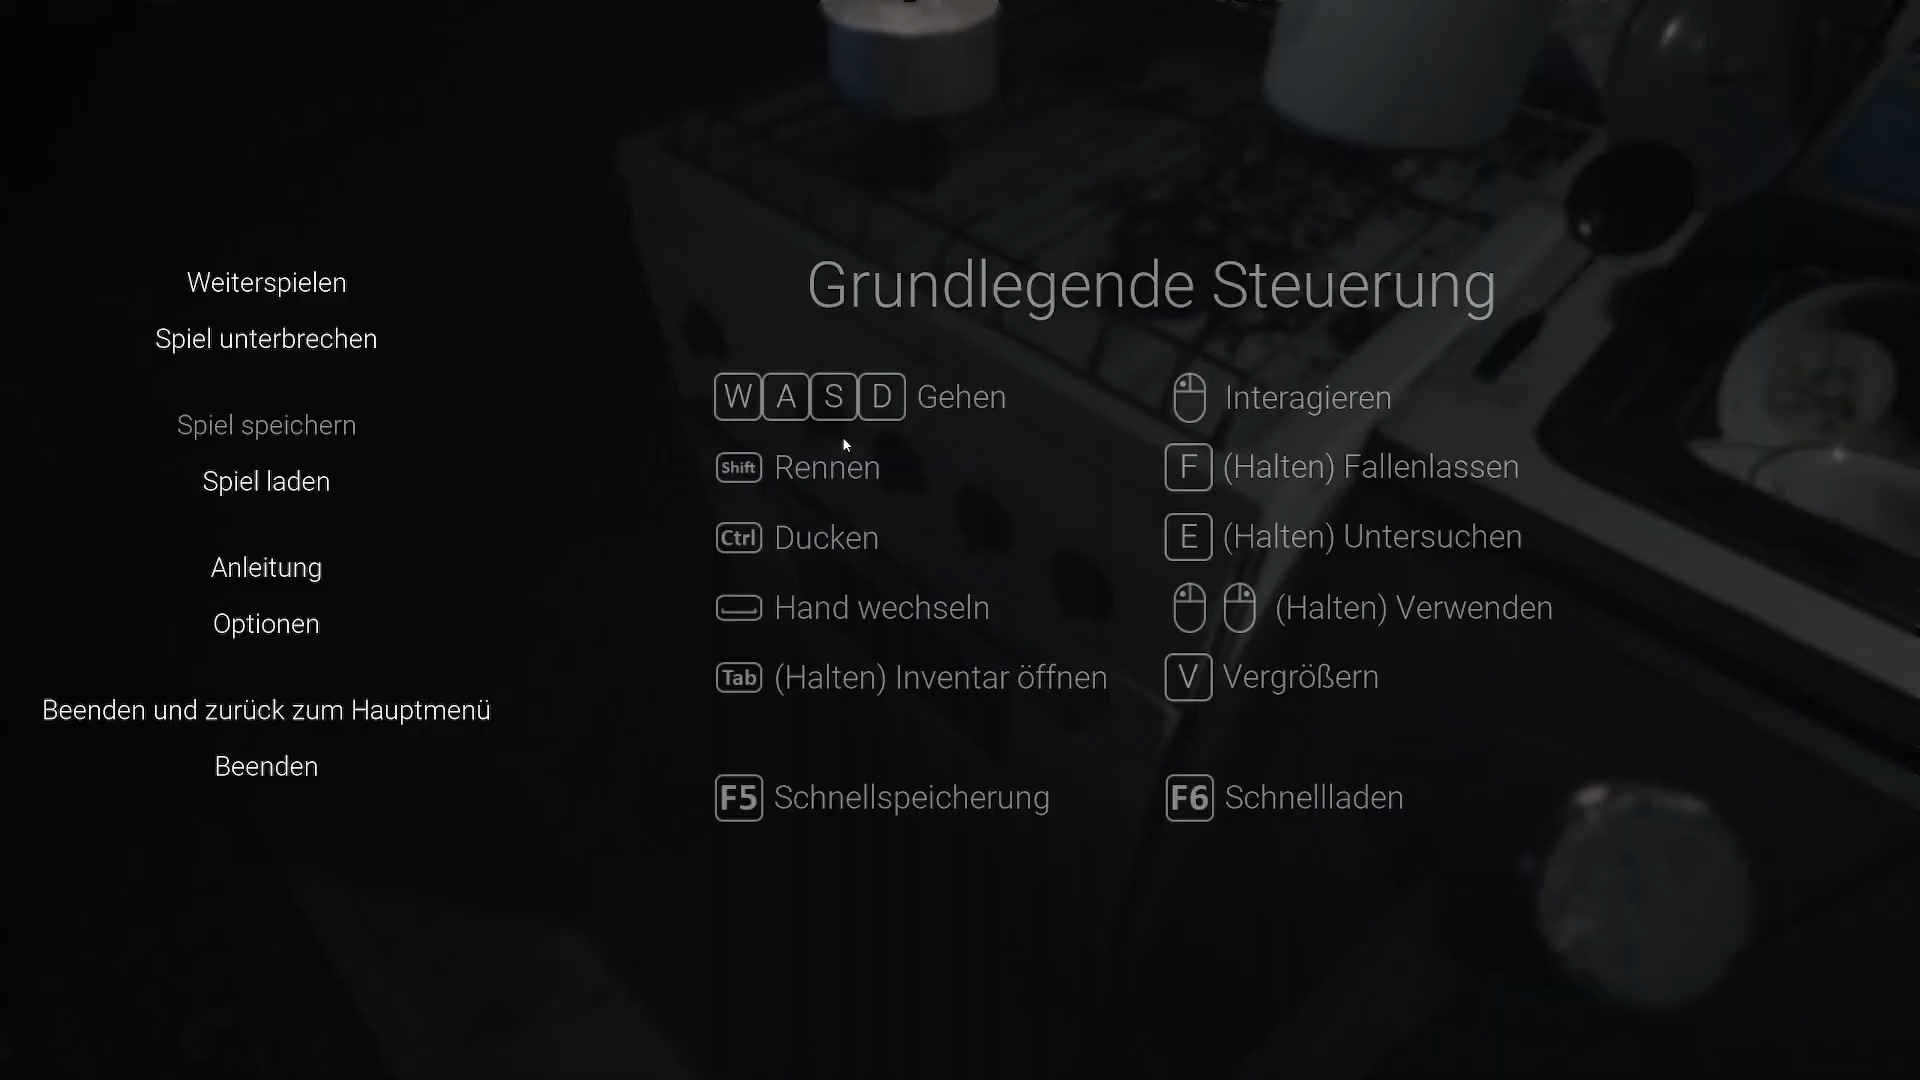 Weiterspielen
Spiel unterbrechen
Spiel speichern
Spiel laden
Anleitung
Optionen
Beenden und zurück zum Hauptmenü
Beenden
Grundlegende Steuerung
W A S D Gehen
Interagieren
Shift Rennen
F (Halten) Fallenlassen
Ctrl Ducken
E (Halten) Untersuchen
Hand wechseln
(Halten) Verwenden
Tab (Halten) Inventar öffnen
V Vergrößern
F5 Schnellspeicherung
F6 Schnellladen